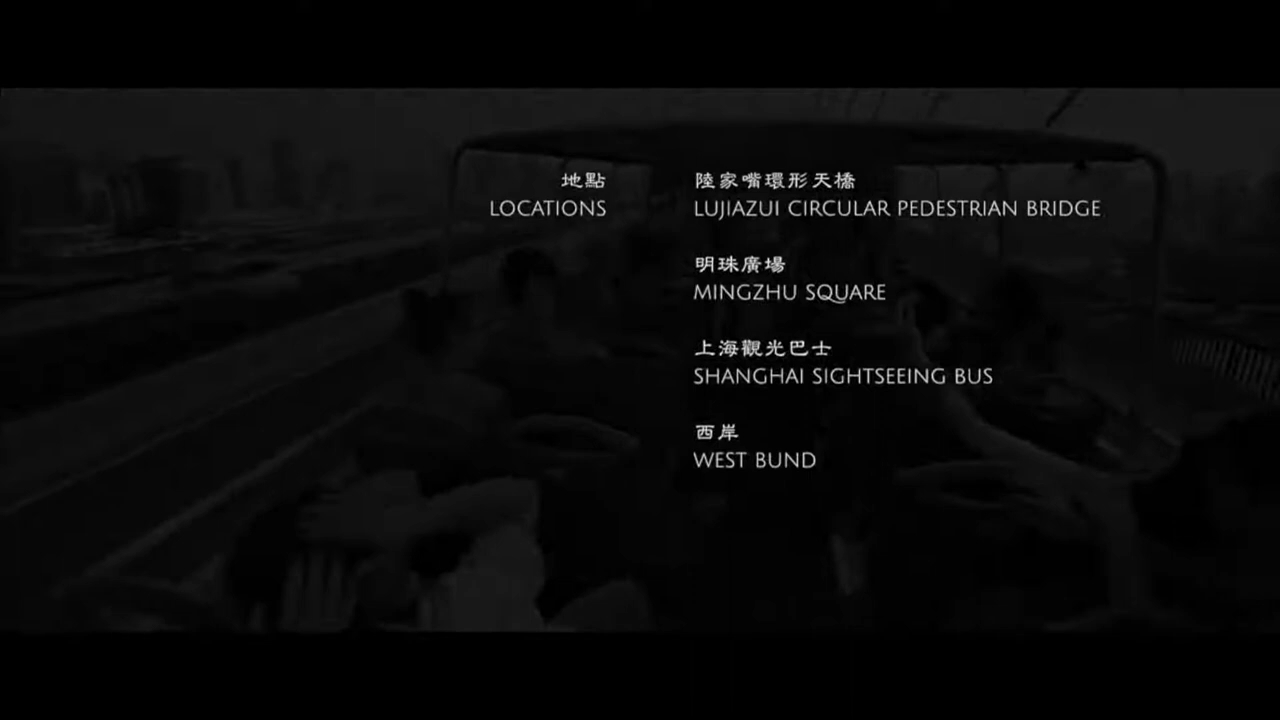 地點
LOCATIONS
陸家嘴環形天橋
LUJIAZUI CIRCULAR PEDESTRIAN BRIDGE
明珠廣場
MINGZHU SQUARE
上海觀光巴士
SHANGHAI SIGHTSEEING BUS
西岸
WEST BUND